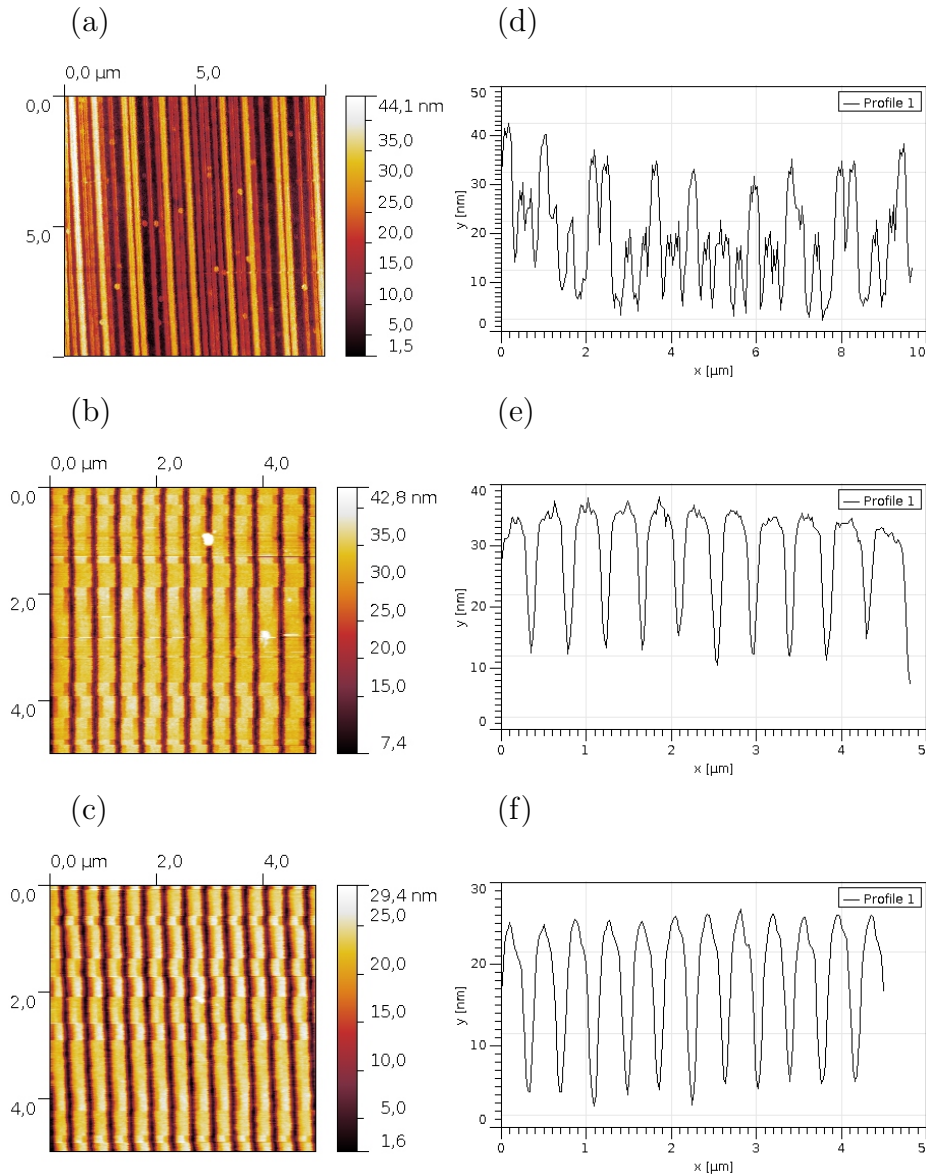 (a)
(d)
0,0 µm 5,0
0,0
5,0
44,1 nm
35,0
30,0
25,0
20,0
15,0
10,0
5,0
1,5
50
40
30
20
10
0
y [nm]
Profile 1
0 2 4 6 8 10
x [µm]
(b)
(e)
0,0 µm 2,0 4,0
0,0
2,0
4,0
42,8 nm
35,0
30,0
25,0
20,0
15,0
7,4
40
30
20
10
0
y [nm]
Profile 1
0 1 2 3 4 5
x [µm]
(c)
(f)
0,0 µm 2,0 4,0
0,0
2,0
4,0
29,4 nm
25,0
20,0
15,0
10,0
5,0
1,6
30
20
10
0
y [nm]
Profile 1
0 1 2 3 4 5
x [µm]